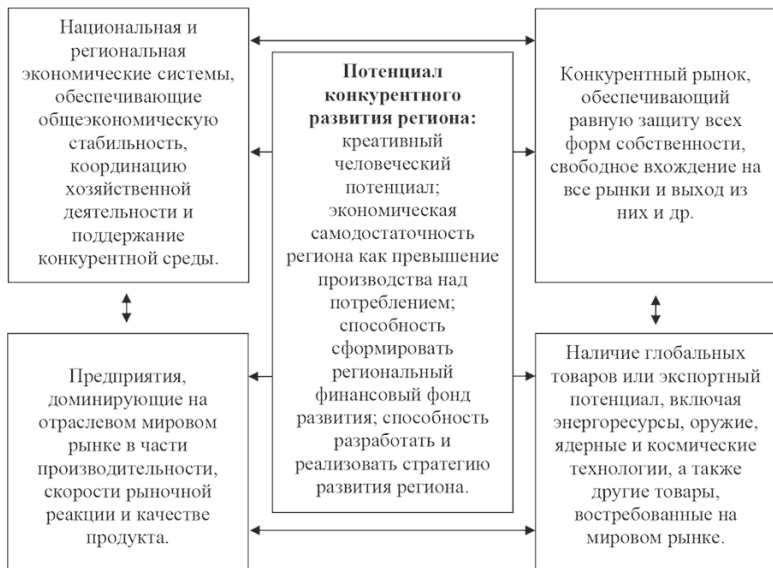 Национальная и
региональная
экономические системы,
обеспечивающие
общеэкономическую
стабильность,
координацию
хозяйственной
деятельности и
поддержание
конкурентной среды.
Потенциал
конкурентного
развития региона:
креативный
человеческий
потенциал;
экономическая
самодостаточность
региона как превышение
производства над
потреблением;
способность
сформировать
региональный
финансовый фонд
развития; способность
разработать и
реализовать стратегию
развития региона.
Конкурентный рынок,
обеспечивающий
равную защиту всех
форм собственности,
свободное вхождение на
все рынки и выход из
них и др.
Предприятия,
доминирующие на
отраслевом мировом
рынке в части
производительности,
скорости рыночной
реакции и качестве
продукта.
Наличие глобальных
товаров или экспортный
потенциал, включая
энергоресурсы, оружие,
ядерные и космические
технологии, а также
другие товары,
востребованные на
мировом рынке.